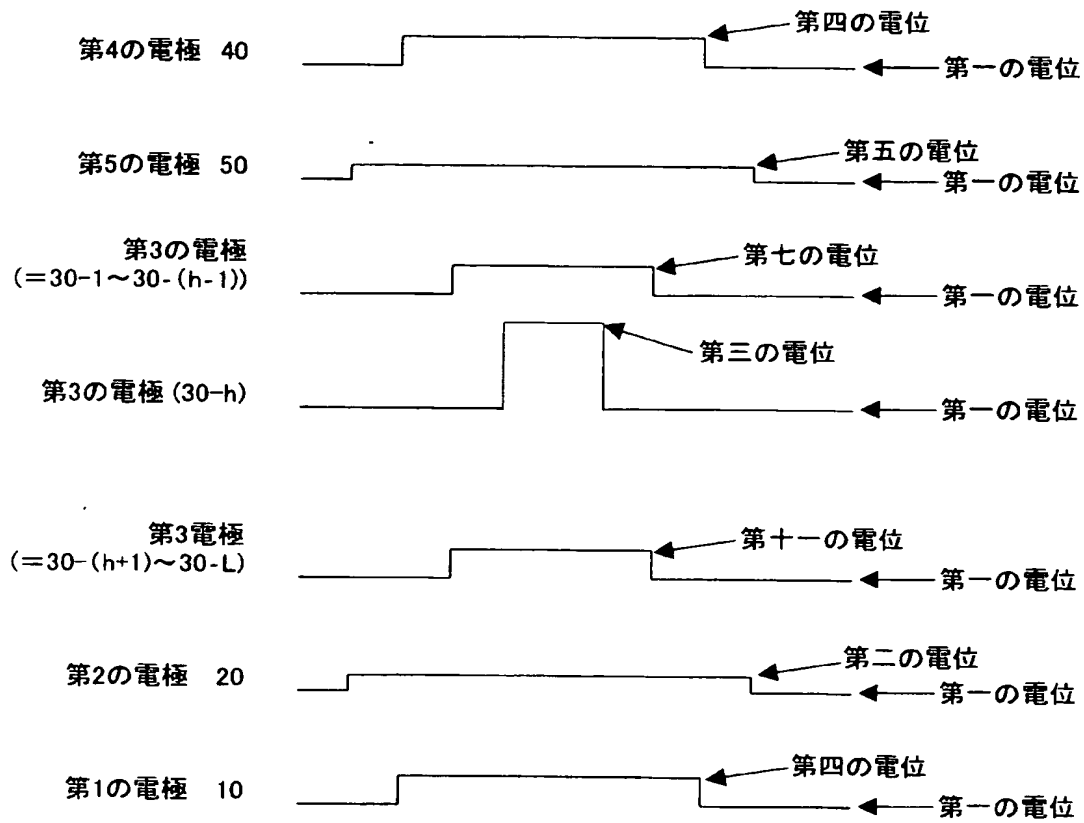 第4の電極 40
第四の電位
第一の電位
第5の電極 50
第五の電位
第一の電位
第3の電極
(=30-1~30-(h-1))
第七の電位
第一の電位
第3の電極(30-h)
第三の電位
第一の電位
第3電極
(=30-(h+1)~30-L)
第十一の電位
第一の電位
第2の電極 20
第二の電位
第一の電位
第1の電極 10
第四の電位
第一の電位